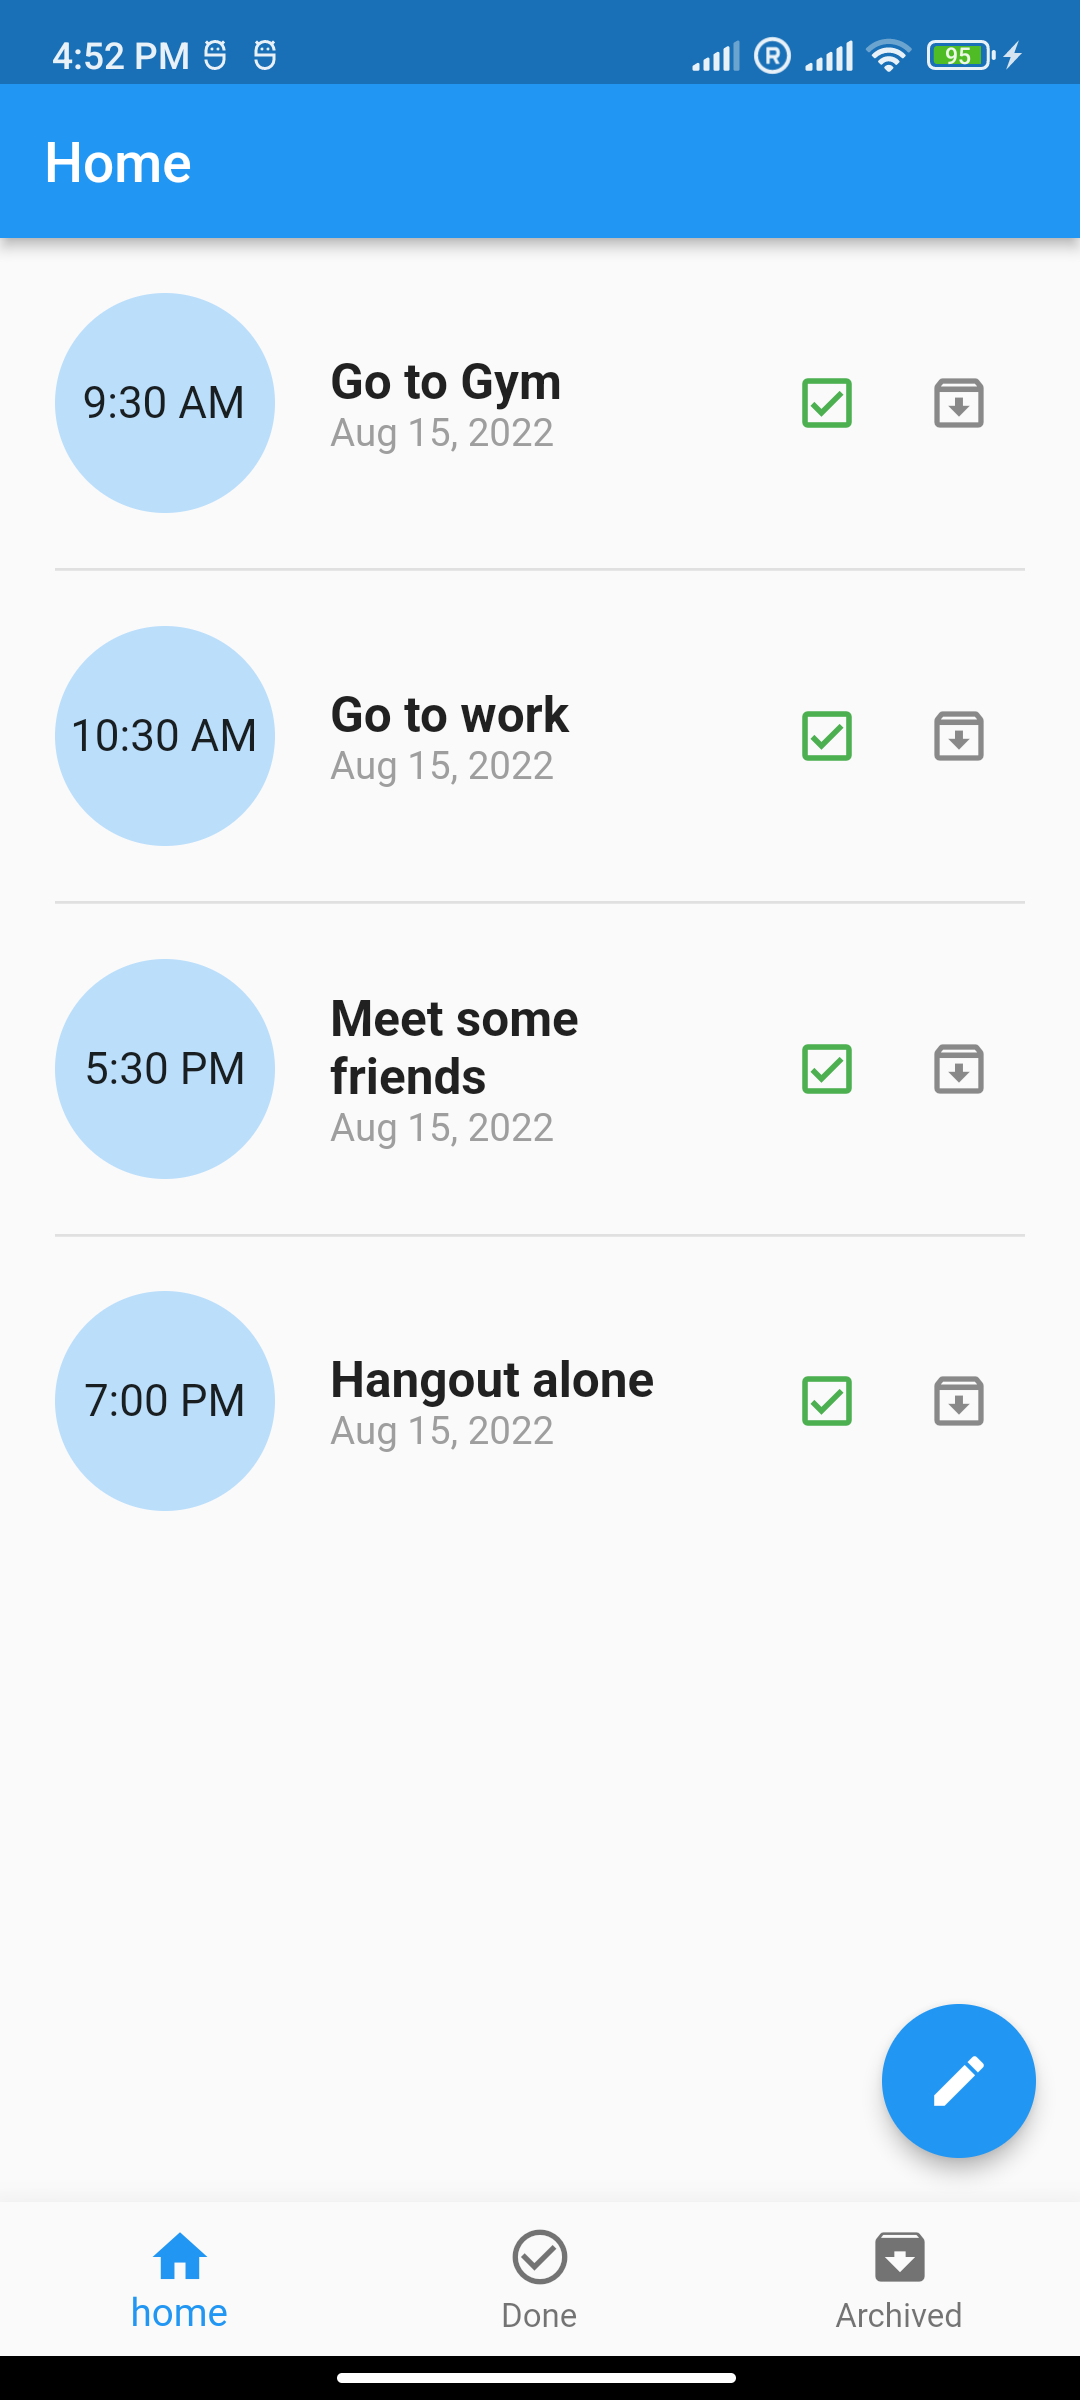 4:52 PM
R
95
Home
9:30 AM
Go to Gym
Aug 15, 2022
10:30 AM
Go to work
Aug 15, 2022
5:30 PM
Meet some
friends
Aug 15, 2022
7:00 PM
Hangout alone
Aug 15, 2022
home
Done
Archived